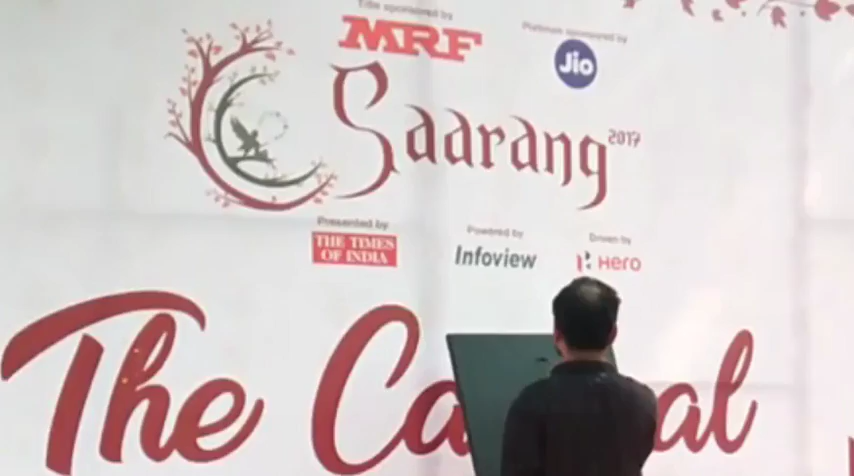 Title sponsored by
MRF
Platinum sponsored by
Jio
Saarang 2017
Presented by
THE TIMES
OF INDIA
Powered by
Infoview
Driven by
Hero
The Ca al